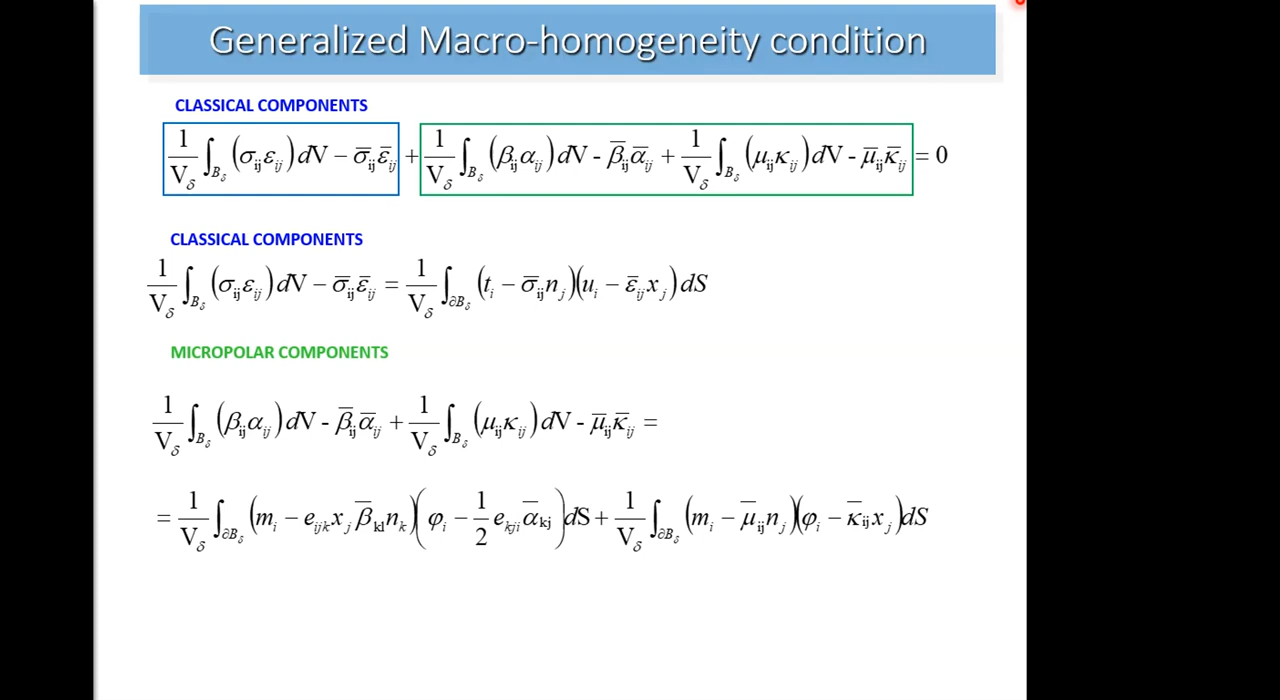 Generalized Macro-homogeneity condition
CLASSICAL COMPONENTS
1/V_δ ∫_{B_δ} (σ_ij ε_ij) dV − σ̅_ij ε̅_ij + 1/V_δ ∫_{B_δ} (β_ij α_ij) dV - β̅_ij α̅_ij + 1/V_δ ∫_{B_δ} (μ_ij κ_ij) dV - μ̅_ij κ̅_ij = 0
CLASSICAL COMPONENTS
1/V_δ ∫_{B_δ} (σ_ij ε_ij) dV − σ̅_ij ε̅_ij = 1/V_δ ∫_{∂B_δ} (t_i − σ̅_ij n_j)(u_i − ε̅_ij x_j) dS
MICROPOLAR COMPONENTS
1/V_δ ∫_{B_δ} (β_ij α_ij) dV - β̅_ij α̅_ij + 1/V_δ ∫_{B_δ} (μ_ij κ_ij) dV - μ̅_ij κ̅_ij =
= 1/V_δ ∫_{∂B_δ} (m_i − e_ijk x_j β̅_kl n_k)(φ_i − 1/2 e_kji α̅_kj) dS + 1/V_δ ∫_{∂B_δ} (m_i − μ̅_ij n_j)(φ_i − κ̅_ij x_j) dS